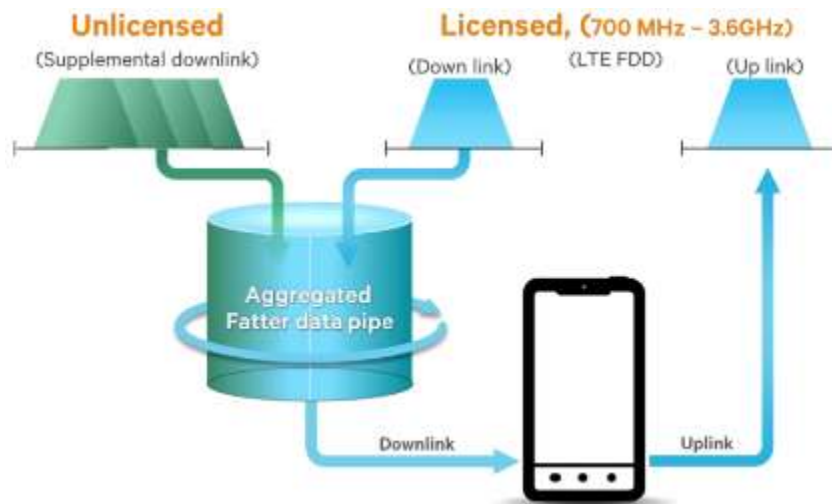 Unlicensed
(Supplemental downlink)
Licensed, (700 MHz – 3.6GHz)
(Down link)
(LTE FDD)
(Up link)
Aggregated
Fatter data pipe
Downlink
Uplink